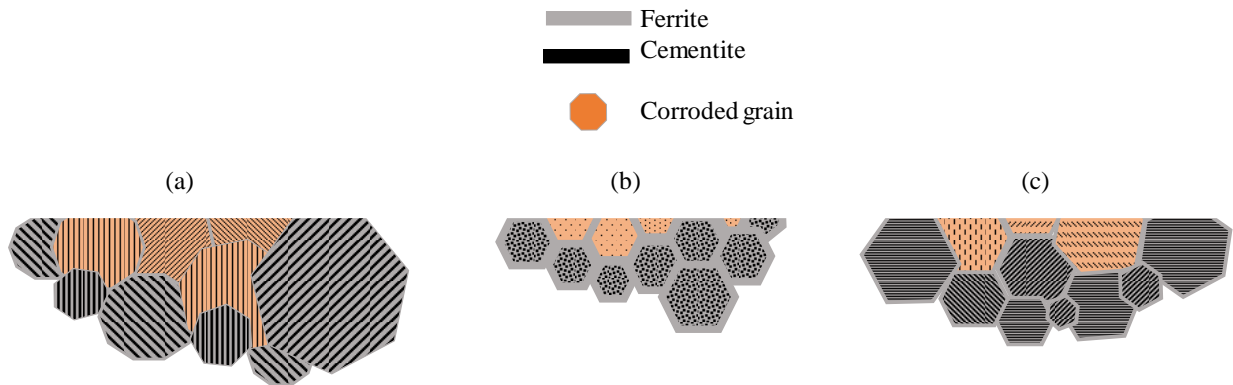 Ferrite
Cementite
Corroded grain
(a)
(b)
(c)